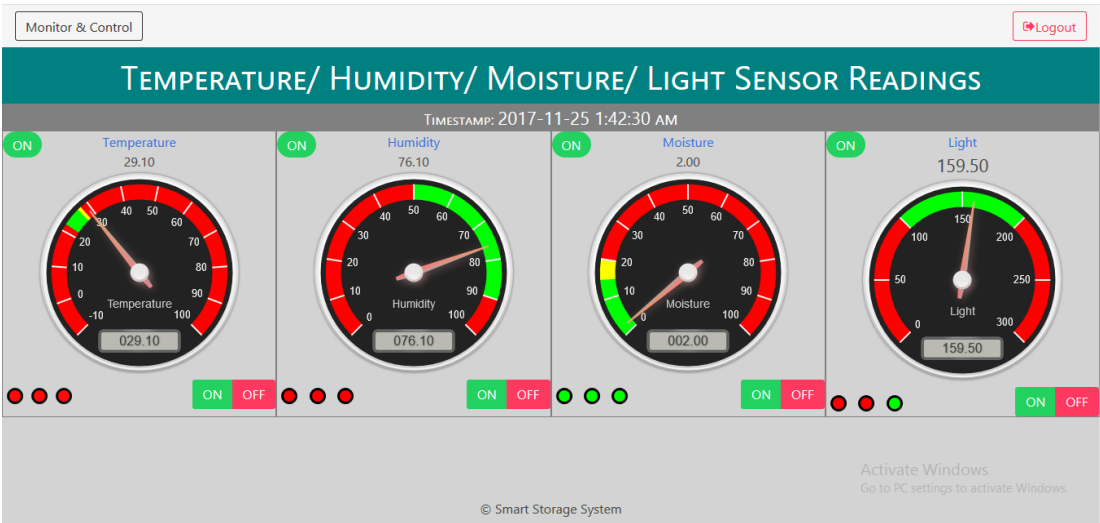 Monitor & Control
Logout
TEMPERATURE/ HUMIDITY/ MOISTURE/ LIGHT SENSOR READINGS
TIMESTAMP: 2017-11-25 1:42:30 AM
ON
Temperature
29.10
-10 0 10 20 30 40 50 60 70 80 90 100
Temperature
029.10
ON OFF
ON
Humidity
76.10
0 10 20 30 40 50 60 70 80 90 100
Humidity
076.10
ON OFF
ON
Moisture
2.00
0 10 20 30 40 50 60 70 80 90 100
Moisture
002.00
ON OFF
ON
Light
159.50
0 50 100 150 200 250 300
Light
159.50
ON OFF
Activate Windows
Go to PC settings to activate Windows.
© Smart Storage System